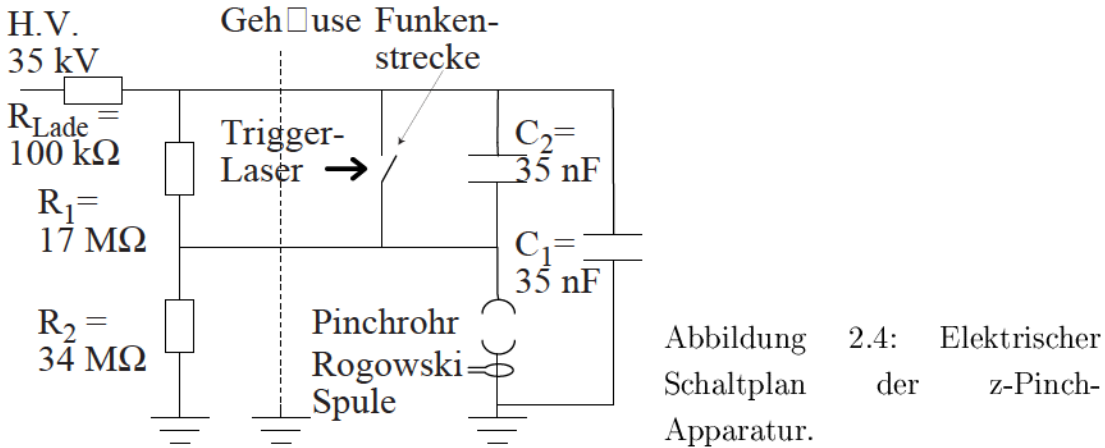 H.V.
35 kV
R_Lade =
100 kΩ
R_1=
17 MΩ
R_2 =
34 MΩ
Geh□use
Funken-
strecke
Trigger-
Laser
C_2=
35 nF
C_1=
35 nF
Pinchrohr
Rogowski
Spule
Abbildung 2.4: Elektrischer
Schaltplan der z-Pinch-
Apparatur.